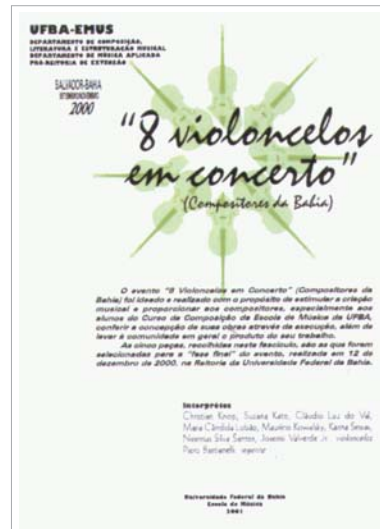 UFBA-EMUS
DEPARTAMENTO DE COMPOSIÇÃO,
LITERATURA E ESTRUTURAÇÃO MUSICAL
DEPARTAMENTO DE MÚSICA APLICADA
PRÓ-REITORIA DE EXTENSÃO
SALVADOR-BAHIA
2000
"8 violoncelos
em concerto"
(Compositores da Bahia)
O evento "8 Violoncelos em Concerto" (Compositores da
Bahia) foi ideado e realizado com o propósito de estimular a criação
musical e proporcionar aos compositores, especialmente aos
alunos do Curso de Composição da Escola de Música da UFBA,
conferir a concepção de suas obras através da execução, além de
levar à comunidade em geral o produto do seu trabalho.
As cinco peças, recolhidas neste fascículo, são as que foram
selecionadas para a "fase final" do evento, realizada em 12 de
dezembro de 2000, na Reitoria da Universidade Federal da Bahia.
Intérpretes
Christian Knop, Suzana Kato, Cláudio Luz do Val,
Maria Cândida Lobão, Maurício Kowalsky, Karina Seixas,
Noemias Silva Santos, Joserni Valverde Jr. violoncelos
Piero Bastianelli regente
Universidade Federal da Bahia
Escola de Música
2001